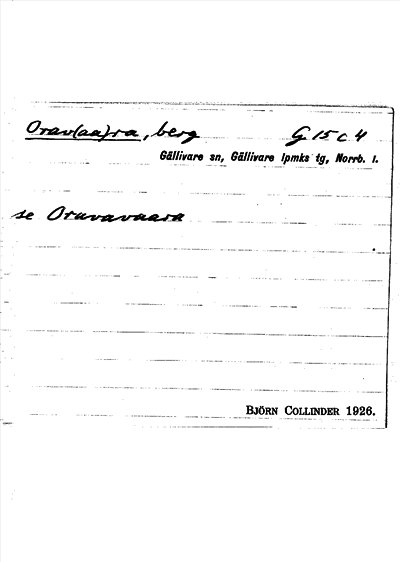 Orav(aa)ra, berg G 15 c 4
Gällivare sn, Gällivare lpmks tg, Norrb. l.
se Oravavaara
BJÖRN COLLINDER 1926.